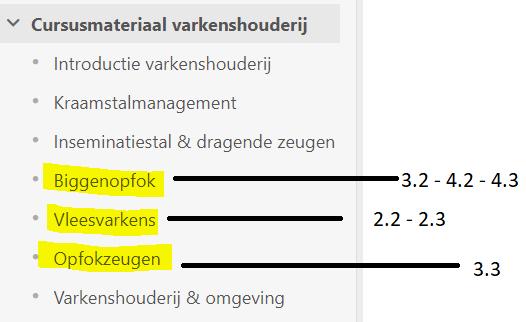 Cursusmateriaal varkenshouderij
Introductie varkenshouderij
Kraamstalmanagement
Inseminatiestal & dragende zeugen
Biggenopfok 3.2 - 4.2 - 4.3
Vleesvarkens 2.2 - 2.3
Opfokzeugen 3.3
Varkenshouderij & omgeving